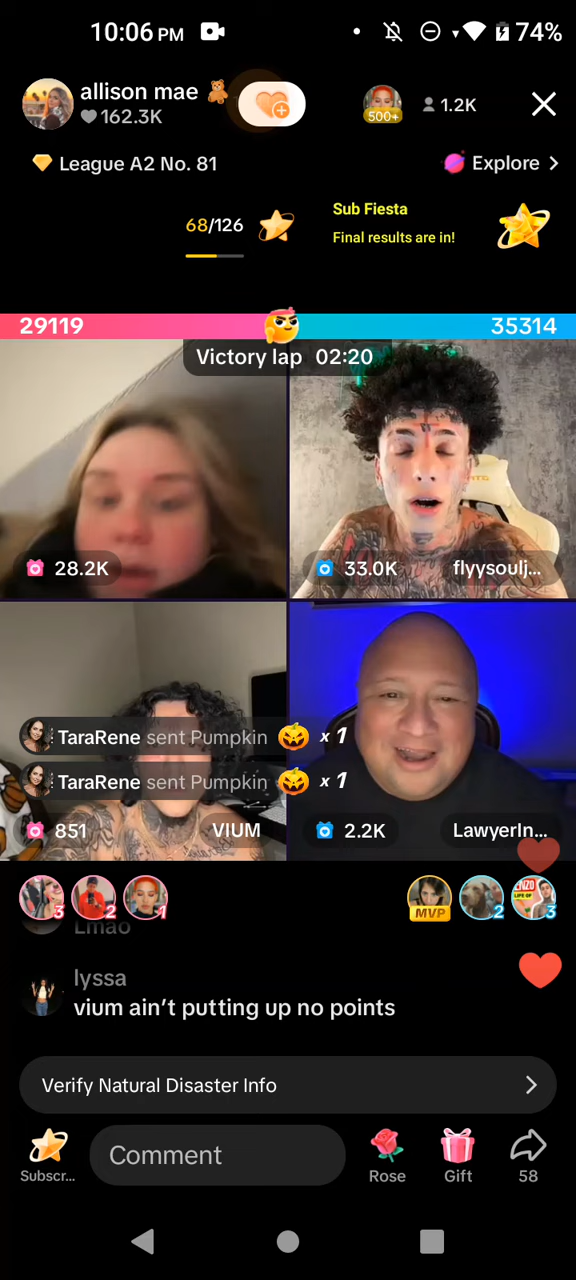 10:06 PM
74%
allison mae
162.3K
500+
1.2K
League A2 No. 81
Explore
68/126
Sub Fiesta
Final results are in!
29119
35314
Victory lap 02:20
28.2K
33.0K
flyysoulj...
TaraRene sent Pumpkin x 1
TaraRene sent Pumpkin x 1
851
VIUM
2.2K
LawyerIn...
3
2
1
MVP
2
3
Lmao
lyssa
vium ain't putting up no points
Verify Natural Disaster Info
Subscr...
Comment
Rose
Gift
58